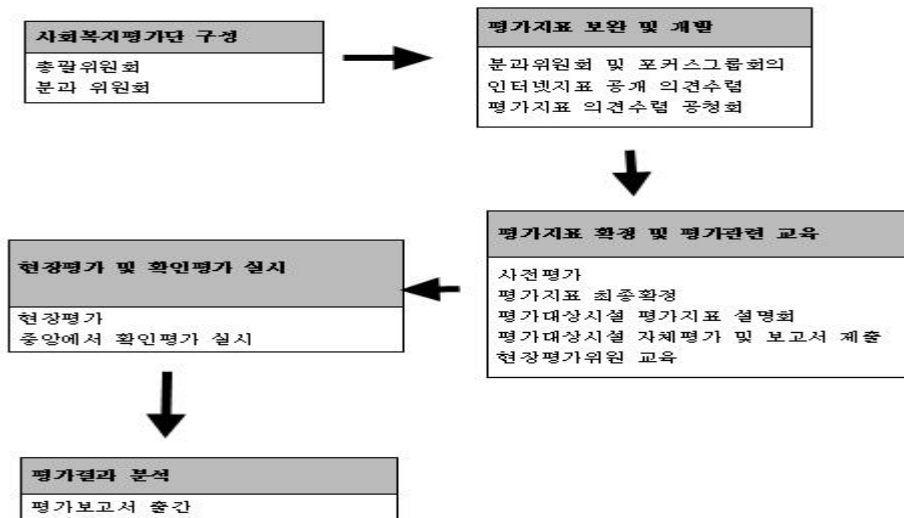 사회복지평가단 구성
총괄위원회
분과 위원회
평가지표 보완 및 개발
분과위원회 및 포커스그룹회의
인터넷지표 공개 의견수렴
평가지표 의견수렴 공청회
평가지표 확정 및 평가관련 교육
사전평가
평가지표 최종확정
평가대상시설 평가지표 설명회
평가대상시설 자체평가 및 보고서 제출
현장평가위원 교육
현장평가 및 확인평가 실시
현장평가
중앙에서 확인평가 실시
평가결과 분석
평가보고서 출간